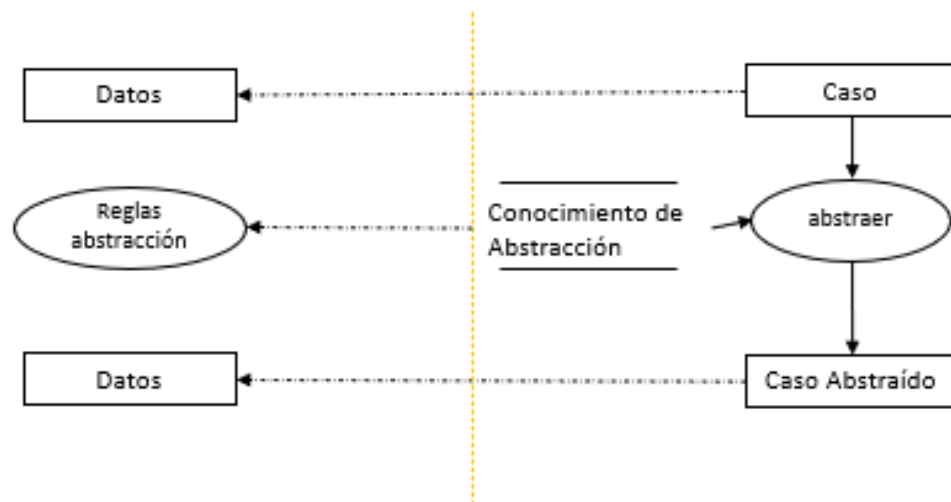 Datos
Caso
Reglas
abstracción
Conocimiento de
Abstracción
abstraer
Datos
Caso Abstraído